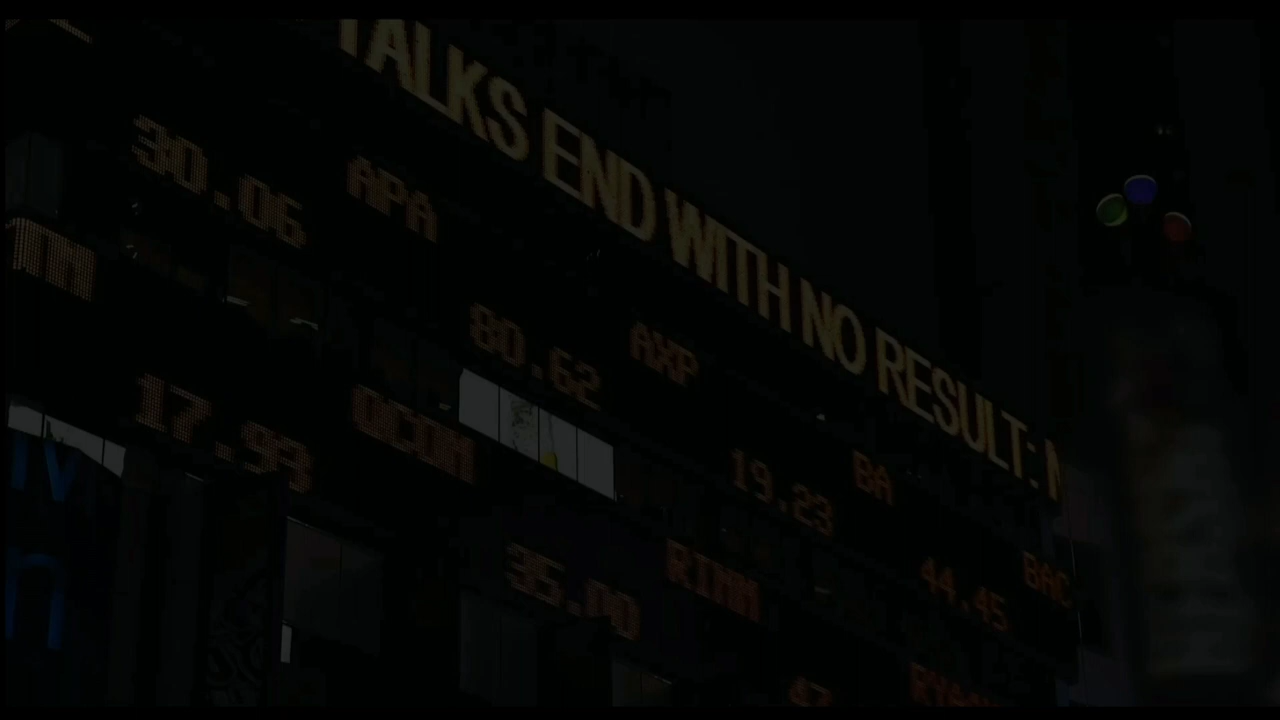 TALKS END WITH NO RESULT:
30.06 APA
80.62 AXP
19.23 BA
44.45 BAC
17.93 QCOM
35.70 RIMM